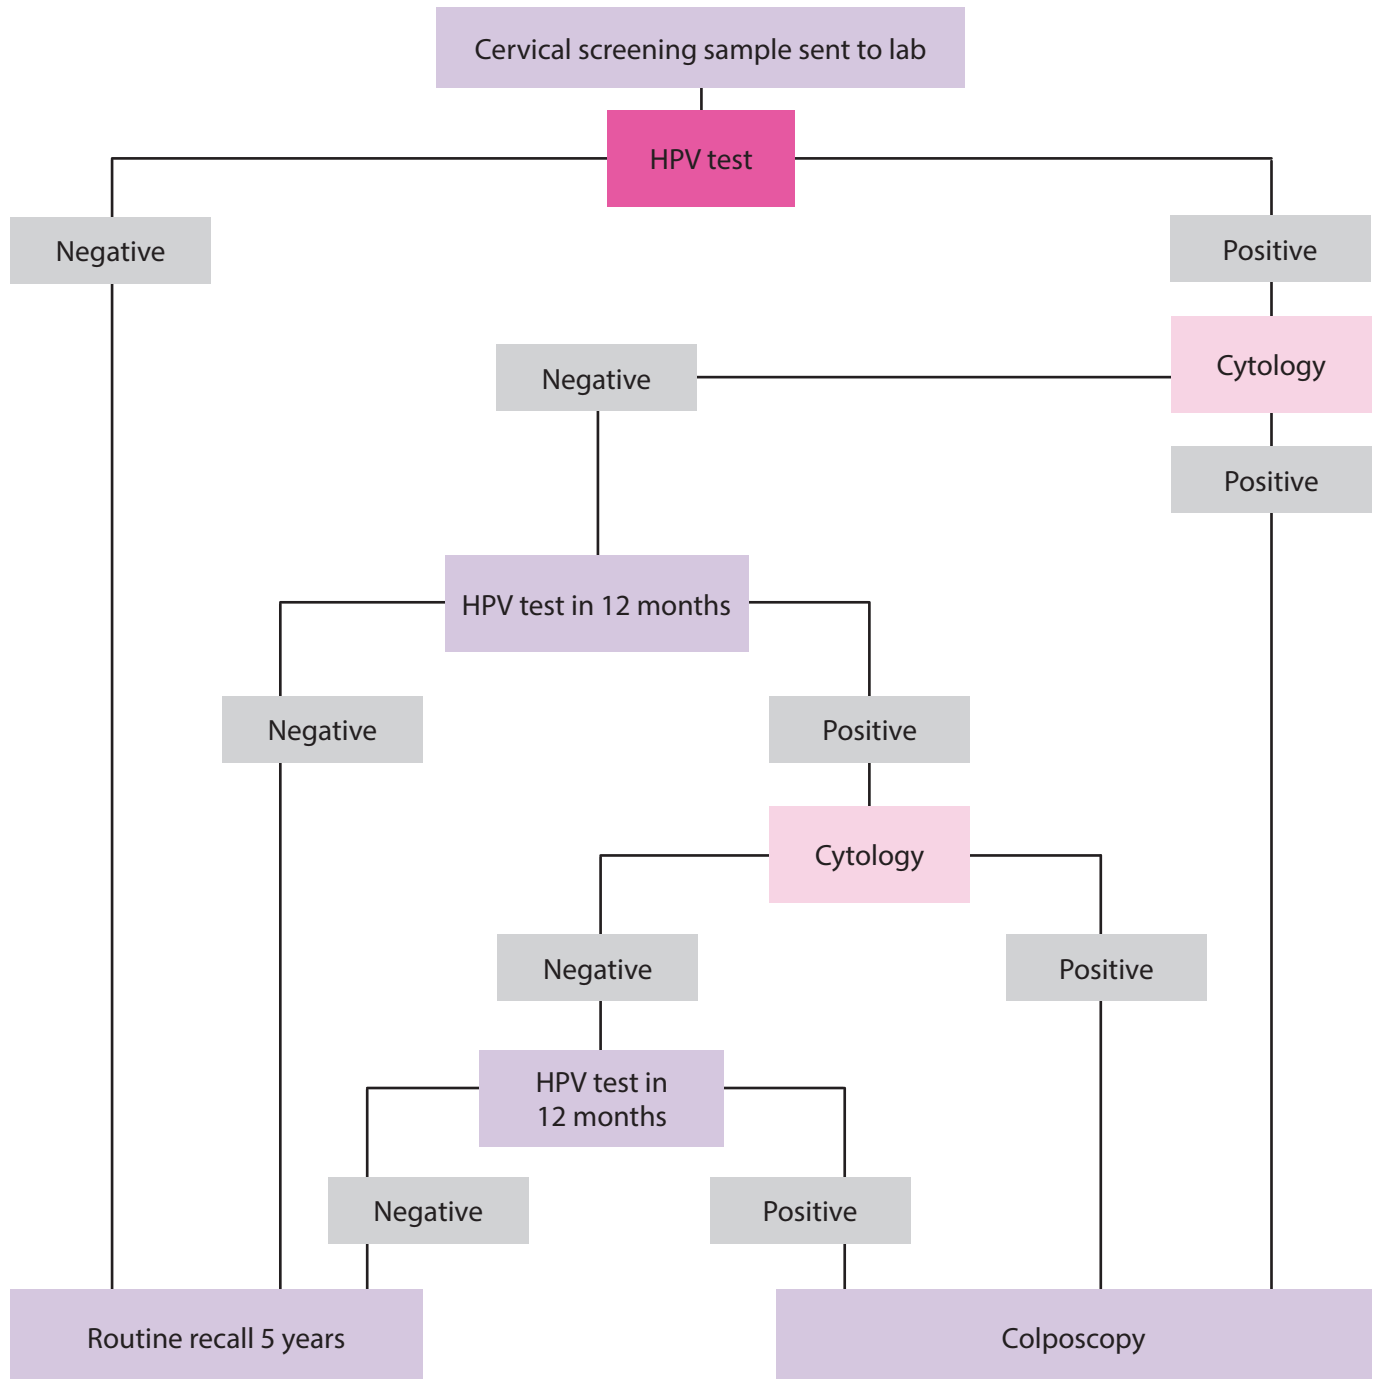 Cervical screening sample sent to lab
HPV test
Negative
Positive
Cytology
Negative
Positive
HPV test in 12 months
Negative
Positive
Cytology
Negative
Positive
HPV test in
12 months
Negative
Positive
Routine recall 5 years
Colposcopy